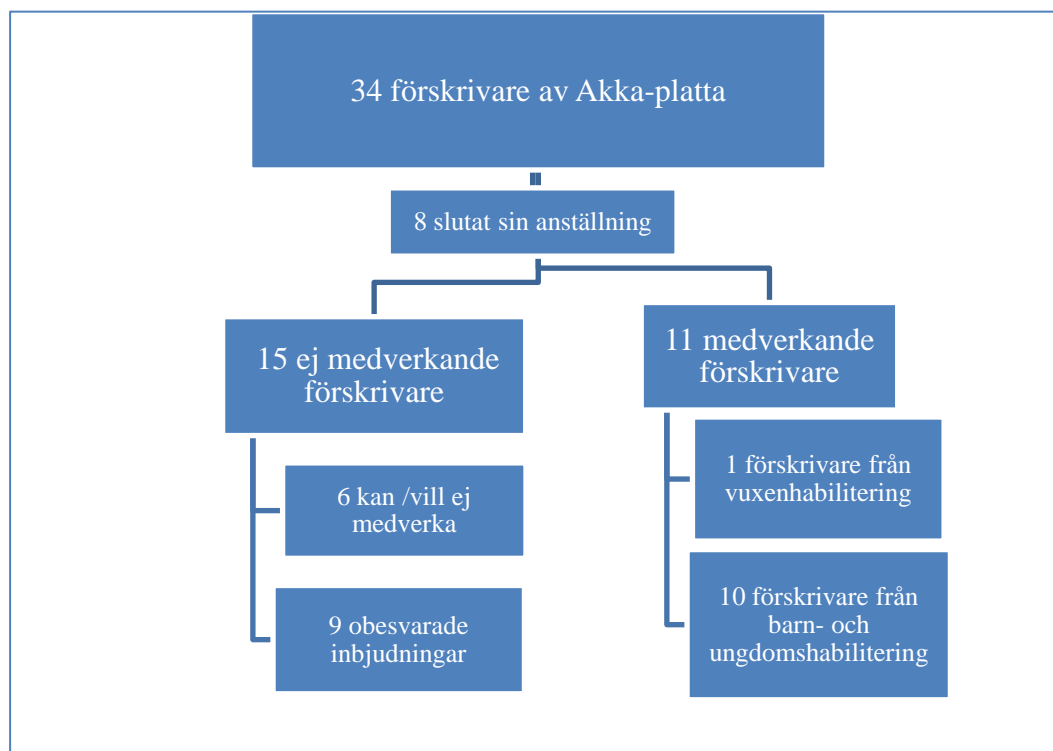 34 förskrivare av Akka-platta
8 slutat sin anställning
15 ej medverkande
förskrivare
6 kan /vill ej
medverka
9 obesvarade
inbjudningar
11 medverkande
förskrivare
1 förskrivare från
vuxenhabilitering
10 förskrivare från
barn- och
ungdomshabilitering